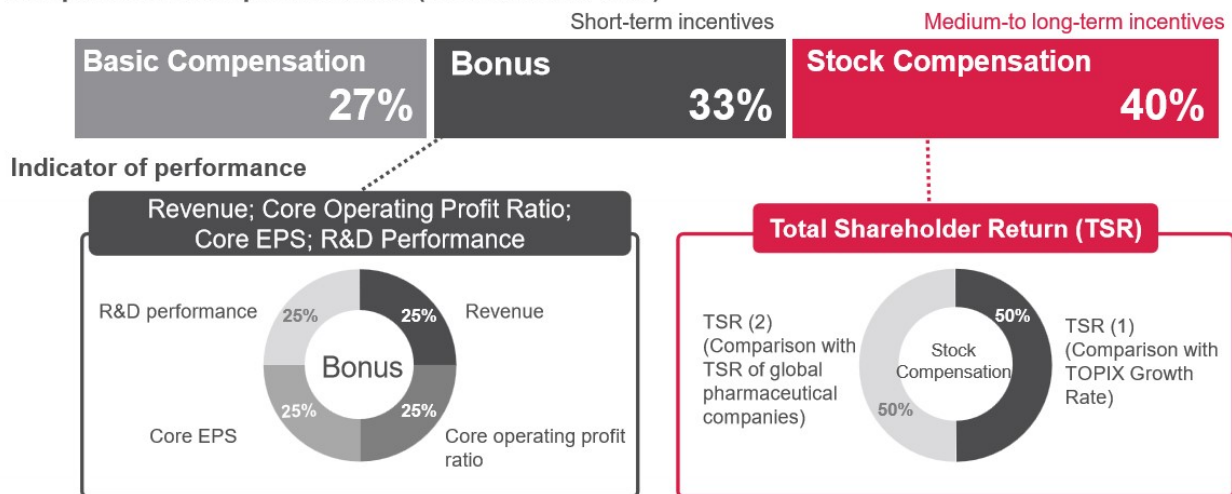 Short-term incentives
Medium-to long-term incentives
Basic Compensation
27%
Bonus
33%
Stock Compensation
40%
Indicator of performance
Revenue; Core Operating Profit Ratio;
Core EPS; R&D Performance
R&D performance
25%
25%
Revenue
Bonus
Core EPS
25%
25%
Core operating profit
ratio
Total Shareholder Return (TSR)
TSR (2)
(Comparison with
TSR of global
pharmaceutical
companies)
50%
Stock
Compensation
50%
TSR (1)
(Comparison with
TOPIX Growth
Rate)